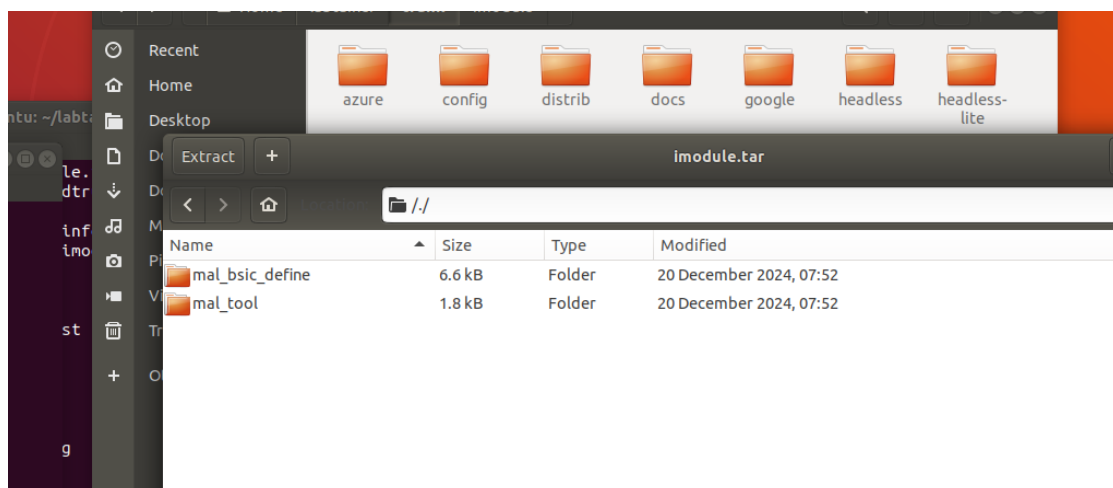 Recent
Home
Desktop
azure
config
distrib
docs
google
headless
headless-
lite
ntu: ~/labta
le.
dtr
inf
imo
st
g
Extract
+
imodule.tar
/./
Name
Size
Type
Modified
mal_bsic_define
6.6 kB
Folder
20 December 2024, 07:52
mal_tool
1.8 kB
Folder
20 December 2024, 07:52